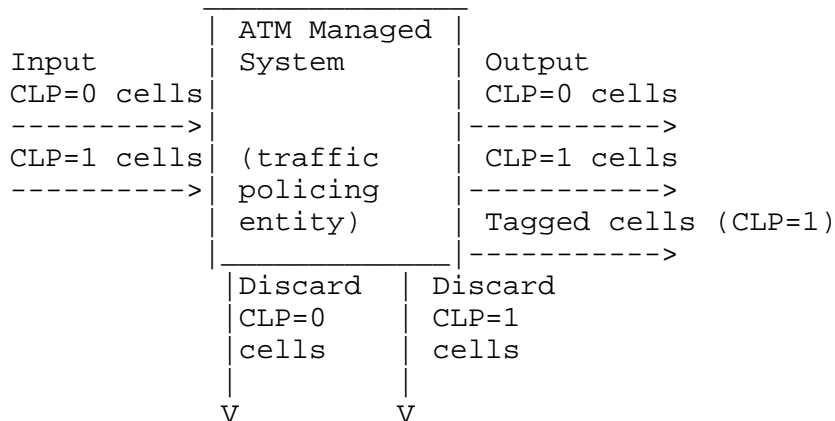 ATM Managed
Input System Output
CLP=0 cells CLP=0 cells
CLP=1 cells (traffic CLP=1 cells
policing
entity) Tagged cells (CLP=1)
Discard Discard
CLP=0 CLP=1
cells cells
V V